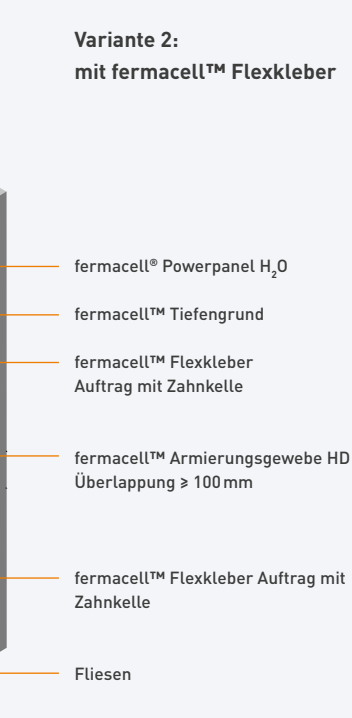 Variante 2:
mit fermacell™ Flexkleber
fermacell® Powerpanel H₂O
fermacell™ Tiefengrund
fermacell™ Flexkleber
Auftrag mit Zahnkelle
fermacell™ Armierungsgewebe HD
Überlappung ≥ 100 mm
fermacell™ Flexkleber Auftrag mit
Zahnkelle
Fliesen